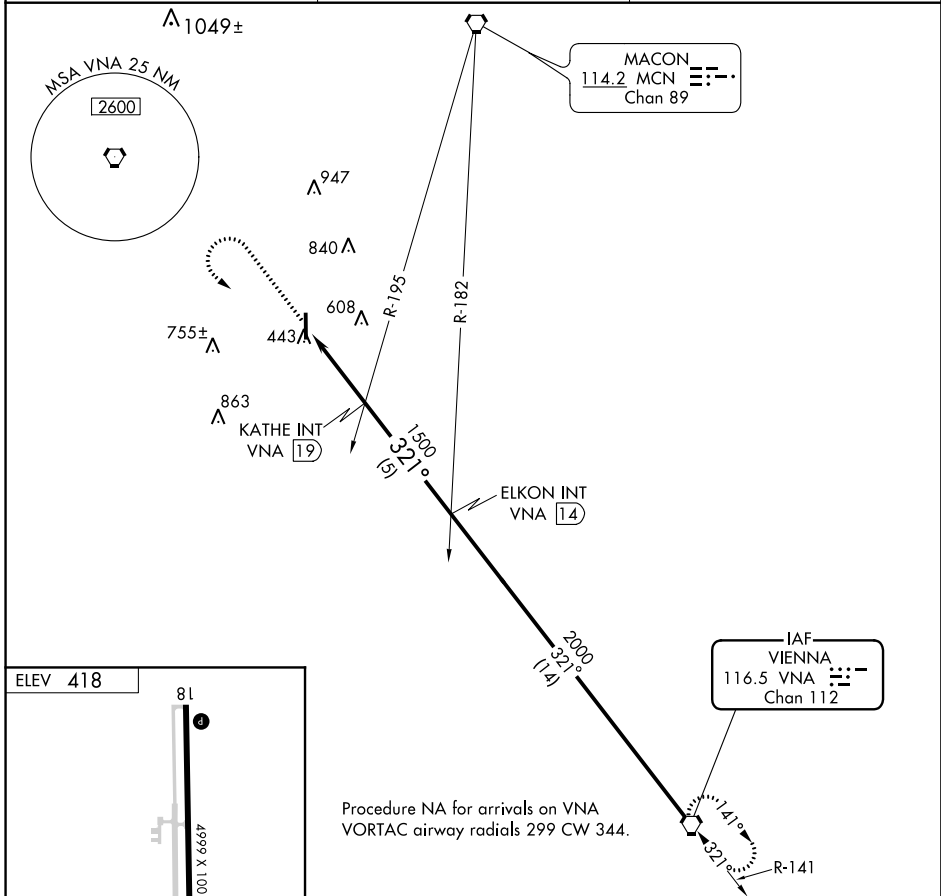 1049±
MSA VNA 25 NM
2600
MACON
114.2 MCN
Chan 89
947
840
608
755±
443
863
R-195
R-182
KATHE INT
VNA 19
1500
321°
(5)
ELKON INT
VNA 14
2000
321°
(14)
IAF
VIENNA
116.5 VNA
Chan 112
ELEV 418
18
P
4999 X 100
Procedure NA for arrivals on VNA
VORTAC airway radials 299 CW 344.
141°
321°
R-141